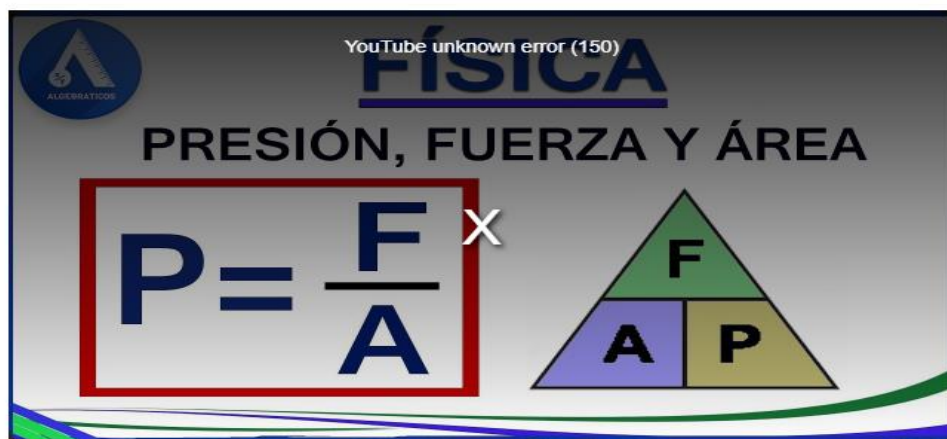 YouTube unknown error (150)
ALGEBRATICOS
FÍSICA
PRESIÓN, FUERZA Y ÁREA
P = F
A
X
F
A P